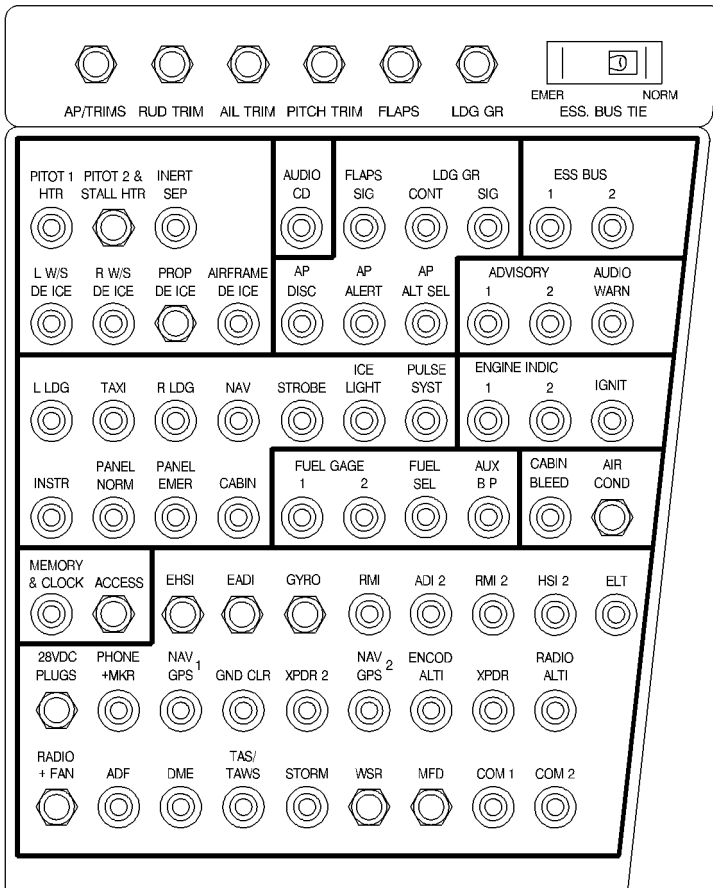 AP/TRIMS RUD TRIM AIL TRIM PITCH TRIM FLAPS LDG GR
EMER NORM
ESS. BUS TIE
PITOT 1 HTR
PITOT 2 & STALL HTR
INERT SEP
AUDIO CD
FLAPS SIG
LDG GR
CONT SIG
ESS BUS
1 2
L W/S DE ICE
R W/S DE ICE
PROP DE ICE
AIRFRAME DE ICE
AP DISC
AP ALERT
AP ALT SEL
ADVISORY
1 2
AUDIO WARN
L LDG
TAXI
R LDG
NAV
STROBE
ICE LIGHT
PULSE SYST
ENGINE INDIC
1 2
IGNIT
INSTR
PANEL NORM
PANEL EMER
CABIN
FUEL GAGE
1 2
FUEL SEL
AUX B P
CABIN BLEED
AIR COND
MEMORY & CLOCK
ACCESS
EHSI
EADI
GYRO
RMI
ADI 2
RMI 2
HSI 2
ELT
28VDC PLUGS
PHONE +MKR
NAV GPS 1
GND CLR
XPDR 2
NAV GPS 2
ENCOD ALTI
XPDR
RADIO ALTI
RADIO + FAN
ADF
DME
TAS/ TAWS
STORM
WSR
MFD
COM 1
COM 2